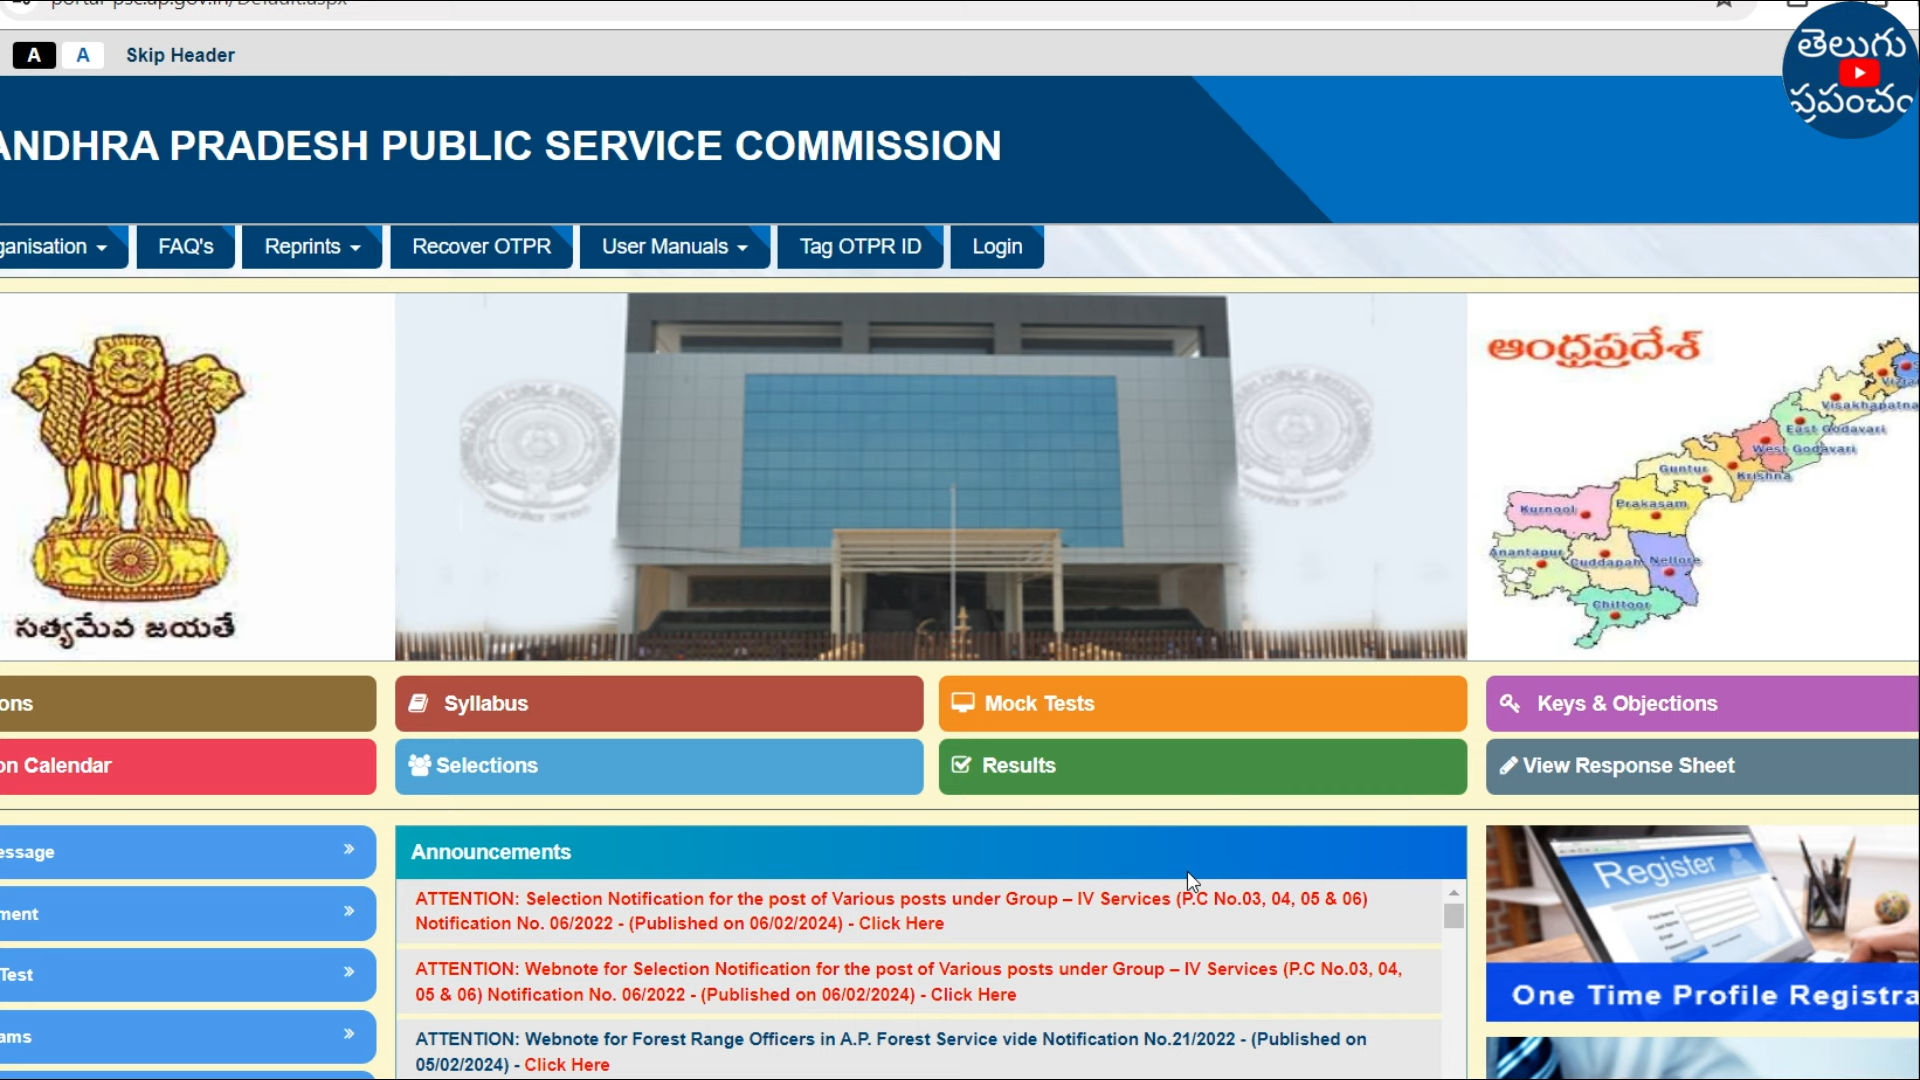 A A Skip Header
తెలుగు
ప్రపంచం
ANDHRA PRADESH PUBLIC SERVICE COMMISSION
FAQ's Reprints Recover OTPR User Manuals Tag OTPR ID Login
ఆంధ్రప్రదేశ్
Visakhapatna
East Godavari
West Godavari
Guntur
Krishna
Kurnool
Prakasam
Anantapur
Cuddapah
Nellore
Chittoor
సత్యమేవ జయతే
Syllabus Mock Tests Keys & Objections
Calendar Selections Results View Response Sheet
Announcements
ATTENTION: Selection Notification for the post of Various posts under Group – IV Services (P.C No.03, 04, 05 & 06)
Notification No. 06/2022 - (Published on 06/02/2024) - Click Here
ATTENTION: Webnote for Selection Notification for the post of Various posts under Group – IV Services (P.C No.03, 04,
05 & 06) Notification No. 06/2022 - (Published on 06/02/2024) - Click Here
ATTENTION: Webnote for Forest Range Officers in A.P. Forest Service vide Notification No.21/2022 - (Published on
05/02/2024) - Click Here
Test
Register
One Time Profile Registra